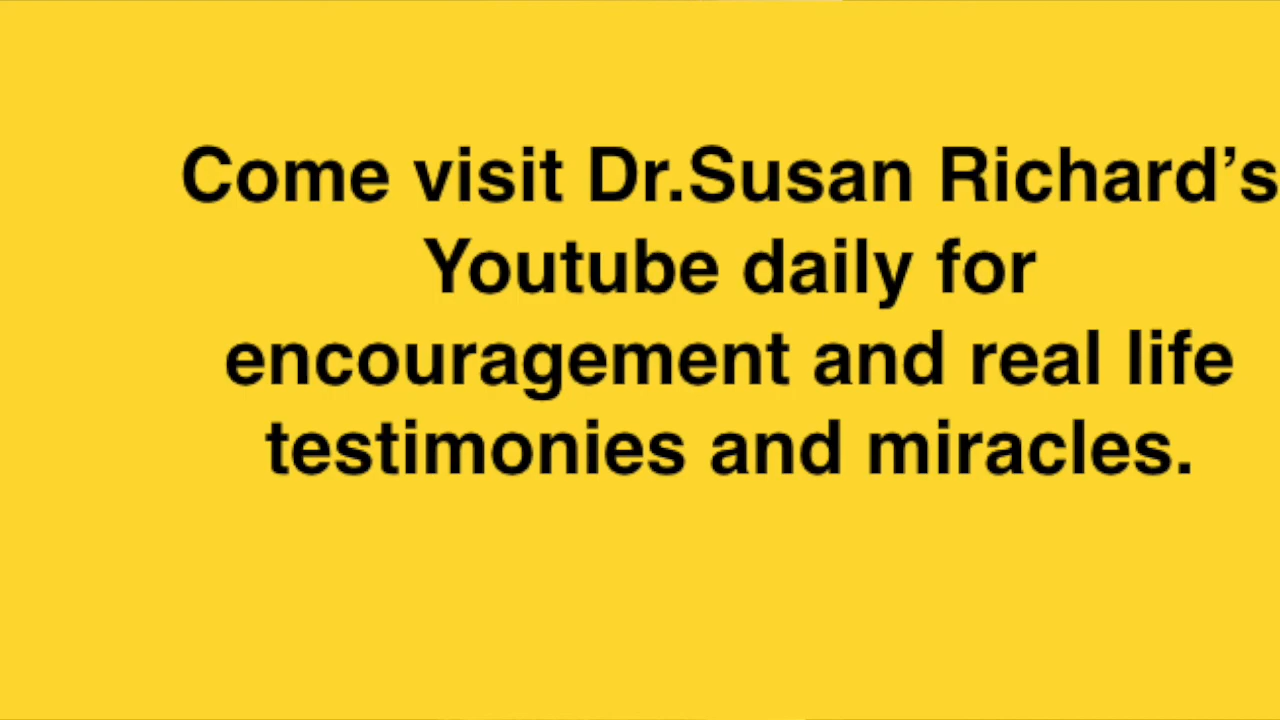 Come visit Dr.Susan Richard’s
Youtube daily for
encouragement and real life
testimonies and miracles.